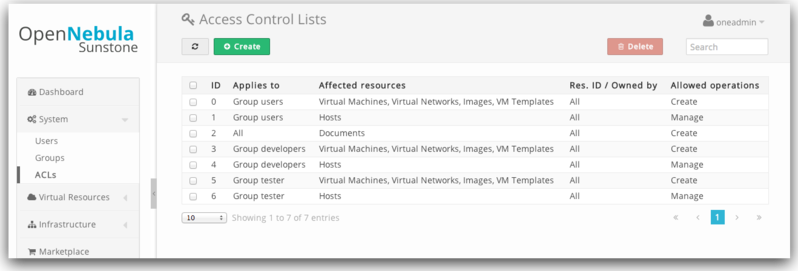 OpenNebula
Sunstone
Access Control Lists
oneadmin
Create
Delete
Search
Dashboard
System
Users
Groups
ACLs
Virtual Resources
Infrastructure
Marketplace
ID Applies to Affected resources Res. ID / Owned by Allowed operations
0 Group users Virtual Machines, Virtual Networks, Images, VM Templates All Create
1 Group users Hosts All Manage
2 All Documents All Create
3 Group developers Virtual Machines, Virtual Networks, Images, VM Templates All Create
4 Group developers Hosts All Manage
5 Group tester Virtual Machines, Virtual Networks, Images, VM Templates All Create
6 Group tester Hosts All Manage
10 Showing 1 to 7 of 7 entries « ‹ 1 › »